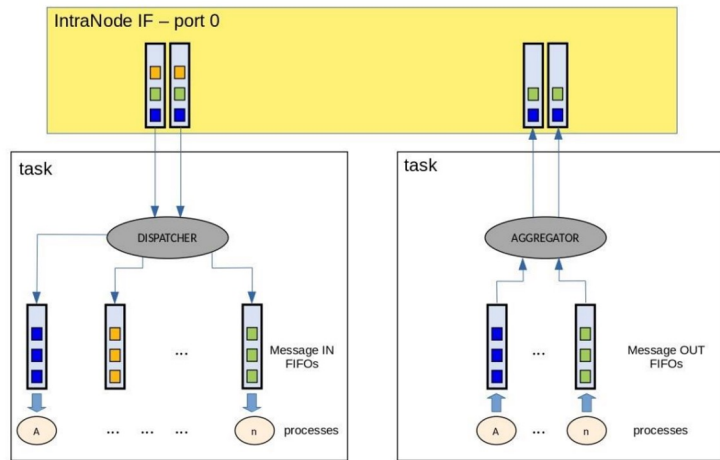 IntraNode IF – port 0
task
DISPATCHER
...
Message IN
FIFOs
A
... ... ...
n
processes
task
AGGREGATOR
...
Message OUT
FIFOs
A
...
n
processes